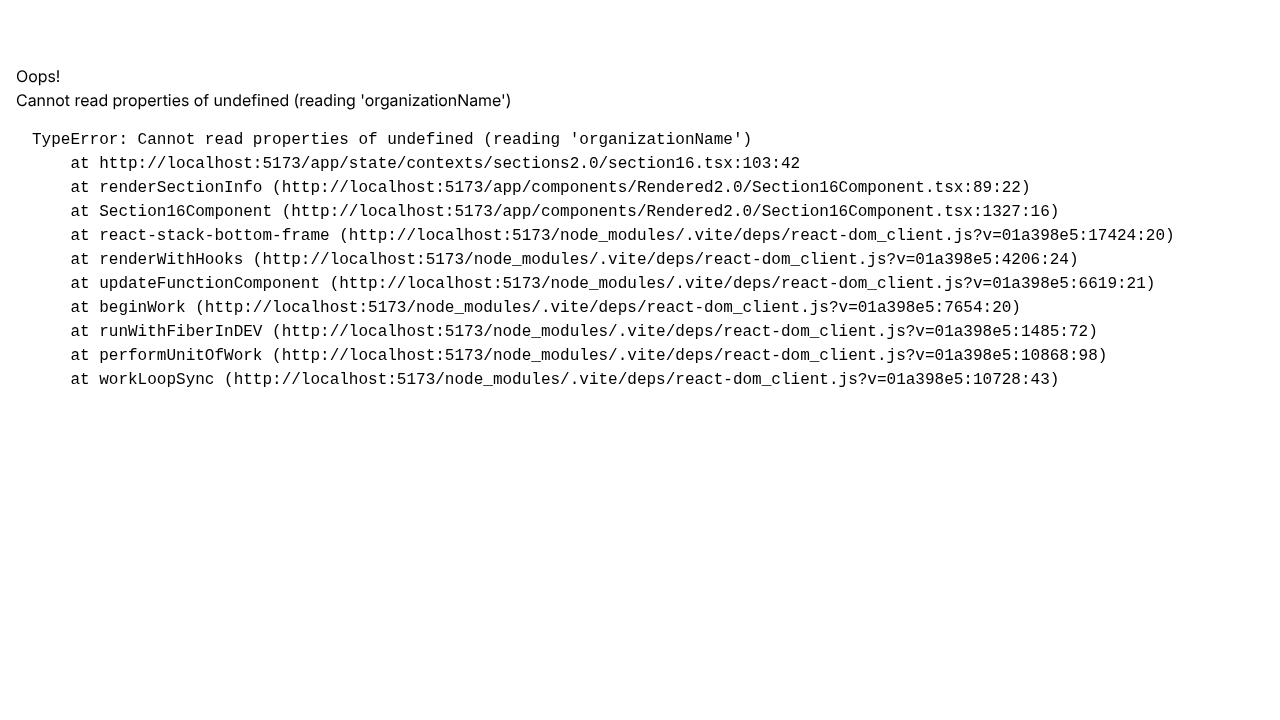 Oops!
Cannot read properties of undefined (reading 'organizationName')
TypeError: Cannot read properties of undefined (reading 'organizationName')
    at http://localhost:5173/app/state/contexts/sections2.0/section16.tsx:103:42
    at renderSectionInfo (http://localhost:5173/app/components/Rendered2.0/Section16Component.tsx:89:22)
    at Section16Component (http://localhost:5173/app/components/Rendered2.0/Section16Component.tsx:1327:16)
    at react-stack-bottom-frame (http://localhost:5173/node_modules/.vite/deps/react-dom_client.js?v=01a398e5:17424:20)
    at renderWithHooks (http://localhost:5173/node_modules/.vite/deps/react-dom_client.js?v=01a398e5:4206:24)
    at updateFunctionComponent (http://localhost:5173/node_modules/.vite/deps/react-dom_client.js?v=01a398e5:6619:21)
    at beginWork (http://localhost:5173/node_modules/.vite/deps/react-dom_client.js?v=01a398e5:7654:20)
    at runWithFiberInDEV (http://localhost:5173/node_modules/.vite/deps/react-dom_client.js?v=01a398e5:1485:72)
    at performUnitOfWork (http://localhost:5173/node_modules/.vite/deps/react-dom_client.js?v=01a398e5:10868:98)
    at workLoopSync (http://localhost:5173/node_modules/.vite/deps/react-dom_client.js?v=01a398e5:10728:43)